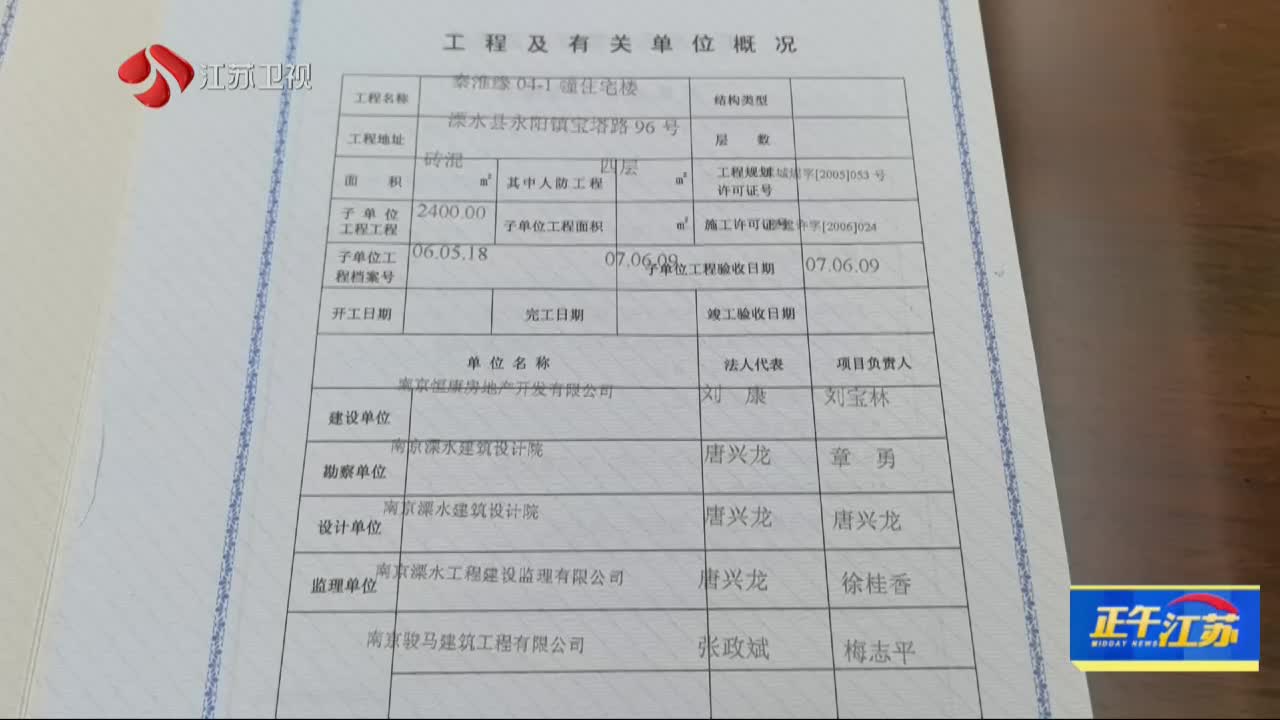 江苏卫视
工程及有关单位概况
工程名称 秦淮缘04-1幢住宅楼 结构类型
工程地址 溧水县永阳镇宝塔路96号 层数
砖混 四层
面积 m² 其中人防工程 m² 工程规划许可证号 城规字[2005]053号
子单位工程工程 2400.00 子单位工程面积 m² 施工许可证号 许字[2006]024
子单位工程档案号 06.05.18 07.06.09 子单位工程验收日期 07.06.09
开工日期 完工日期 竣工验收日期
单位名称 法人代表 项目负责人
建设单位 南京恒康房地产开发有限公司 刘康 刘宝林
勘察单位 南京溧水建筑设计院 唐兴龙 章勇
设计单位 南京溧水建筑设计院 唐兴龙 唐兴龙
监理单位 南京溧水工程建设监理有限公司 唐兴龙 徐桂香
南京骏马建筑工程有限公司 张政斌 梅志平
正午江苏
MIDDAY NEWS